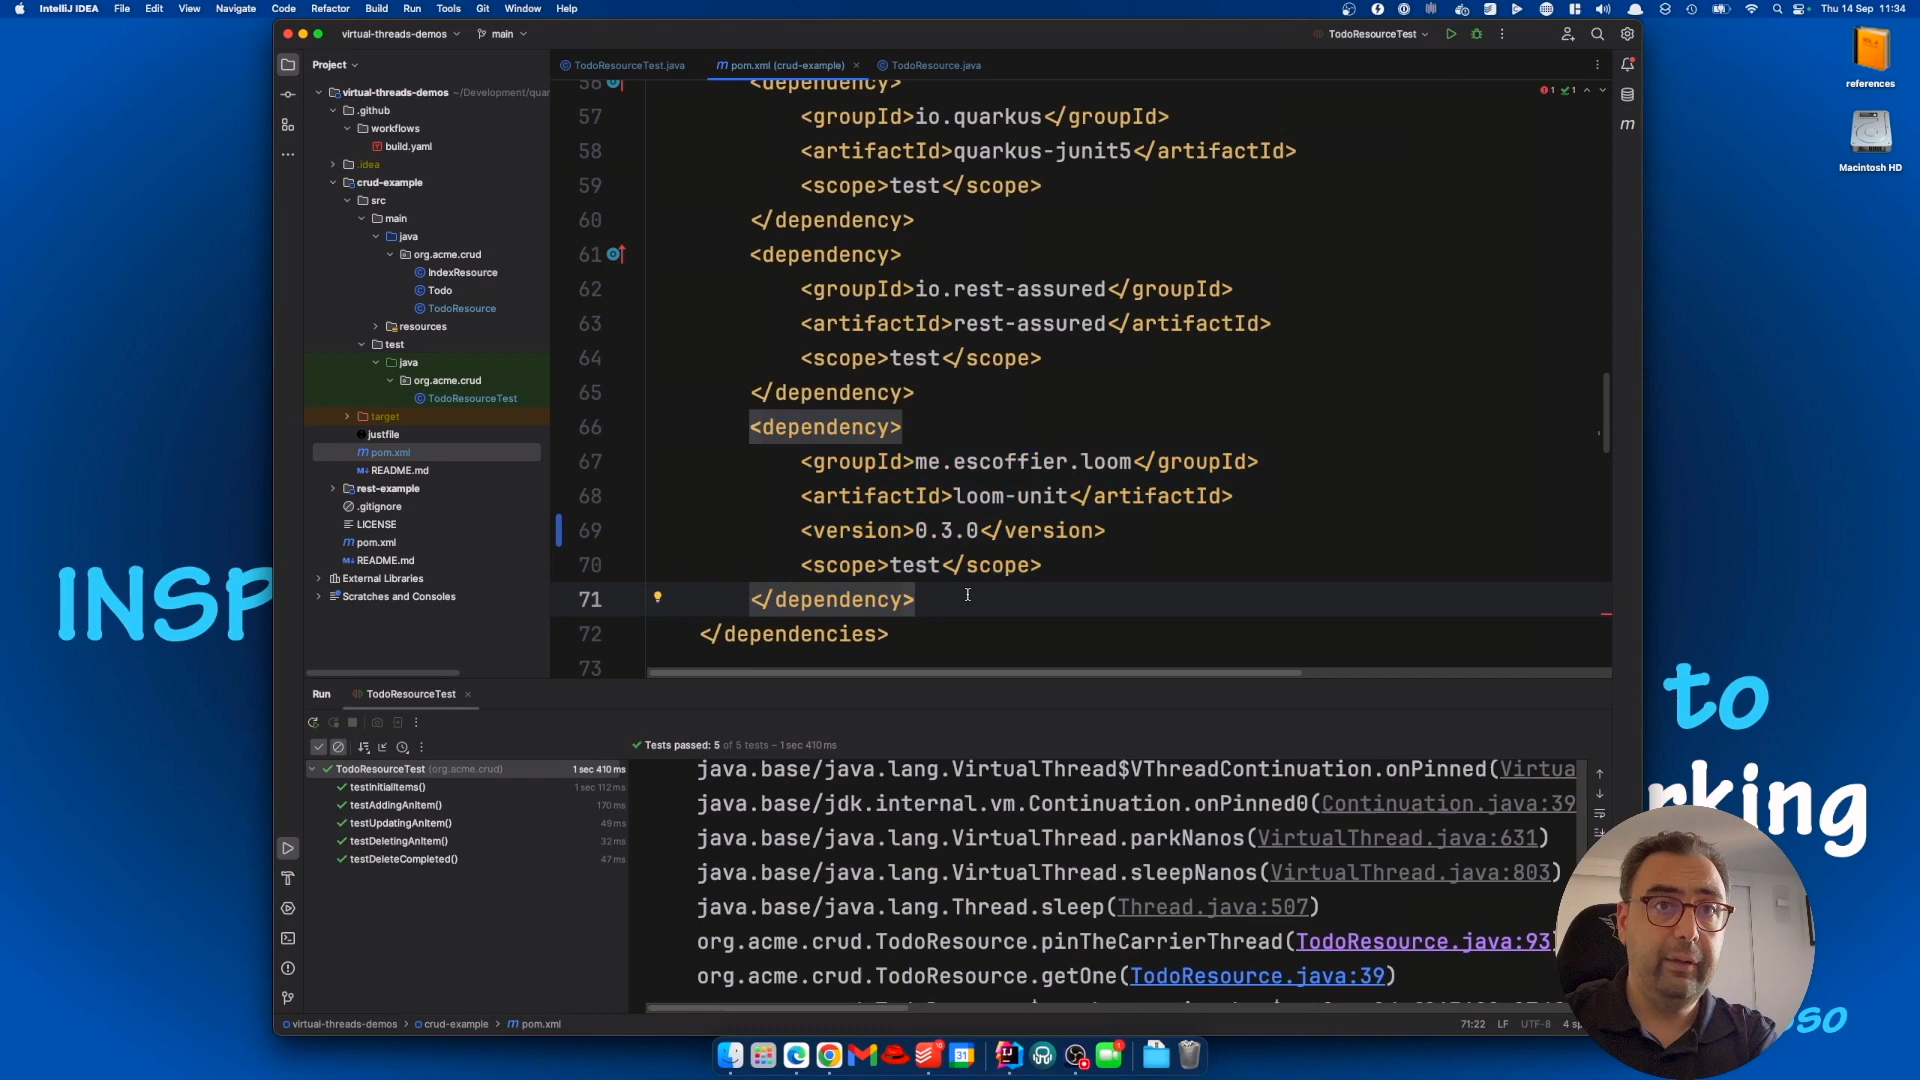 IntelliJ IDEA File Edit View Navigate Code Refactor Build Run Tools Git Window Help Thu 14 Sep 11:34
virtual-threads-demos main TodoResourceTest
Project
TodoResourceTest.java pom.xml (crud-example) TodoResource.java
virtual-threads-demos ~/Development/quar
.github
workflows
build.yaml
.idea
crud-example
src
main
java
org.acme.crud
IndexResource
Todo
TodoResource
resources
test
java
org.acme.crud
TodoResourceTest
target
justfile
pom.xml
README.md
rest-example
.gitignore
LICENSE
pom.xml
README.md
External Libraries
Scratches and Consoles
56 <dependency>
57 <groupId>io.quarkus</groupId>
58 <artifactId>quarkus-junit5</artifactId>
59 <scope>test</scope>
60 </dependency>
61 <dependency>
62 <groupId>io.rest-assured</groupId>
63 <artifactId>rest-assured</artifactId>
64 <scope>test</scope>
65 </dependency>
66 <dependency>
67 <groupId>me.escoffier.loom</groupId>
68 <artifactId>loom-unit</artifactId>
69 <version>0.3.0</version>
70 <scope>test</scope>
71 </dependency>
72 </dependencies>
73
1 1
references
Macintosh HD
INSP
to
rking
oso
Run TodoResourceTest
Tests passed: 5 of 5 tests – 1 sec 410 ms
TodoResourceTest (org.acme.crud) 1 sec 410 ms
testInitialItems() 1 sec 112 ms
testAddingAnItem() 170 ms
testUpdatingAnItem() 49 ms
testDeletingAnItem() 32 ms
testDeleteCompleted() 47 ms
java.base/java.lang.VirtualThread$VThreadContinuation.onPinned(Virtua
java.base/jdk.internal.vm.Continuation.onPinned0(Continuation.java:39
java.base/java.lang.VirtualThread.parkNanos(VirtualThread.java:631)
java.base/java.lang.VirtualThread.sleepNanos(VirtualThread.java:803)
java.base/java.lang.Thread.sleep(Thread.java:507)
org.acme.crud.TodoResource.pinTheCarrierThread(TodoResource.java:93)
org.acme.crud.TodoResource.getOne(TodoResource.java:39)
virtual-threads-demos > crud-example > pom.xml 71:22 LF UTF-8 4 sp